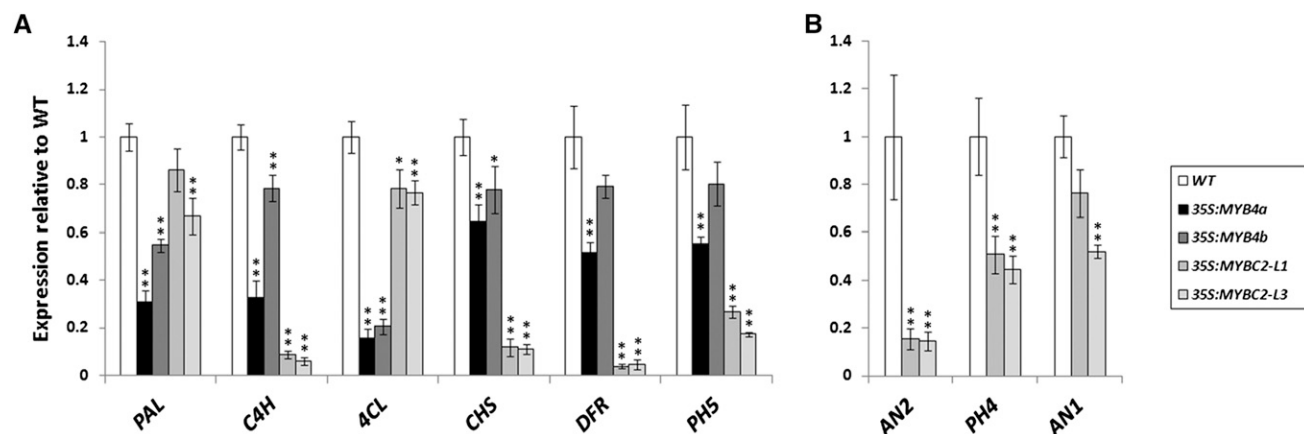 A
Expression relative to WT
1.4
1.2
1
0.8
0.6
0.4
0.2
0
**
**
**
**
**
**
**
**
**
*
**
**
*
**
**
**
**
**
**
**
**
**
PAL
C4H
4CL
CHS
DFR
PH5
B
1.4
1.2
1
0.8
0.6
0.4
0.2
0
**
**
**
**
**
AN2
PH4
AN1
WT
35S:MYB4a
35S:MYB4b
35S:MYBC2-L1
35S:MYBC2-L3